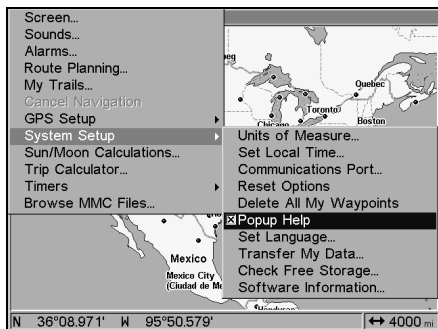 Screen...
Sounds...
Alarms...
Route Planning...
My Trails...
Cancel Navigation
GPS Setup
System Setup
Sun/Moon Calculations...
Trip Calculator...
Timers
Browse MMC Files...
Units of Measure...
Set Local Time...
Communications Port...
Reset Options
Delete All My Waypoints
Popup Help
Set Language...
Transfer My Data...
Check Free Storage...
Software Information...
Quebec
Toronto
Boston
Chicago
Mexico
Mexico City
(Ciudad de Me
N 36°08.971' W 95°50.579' ↔ 4000 mi